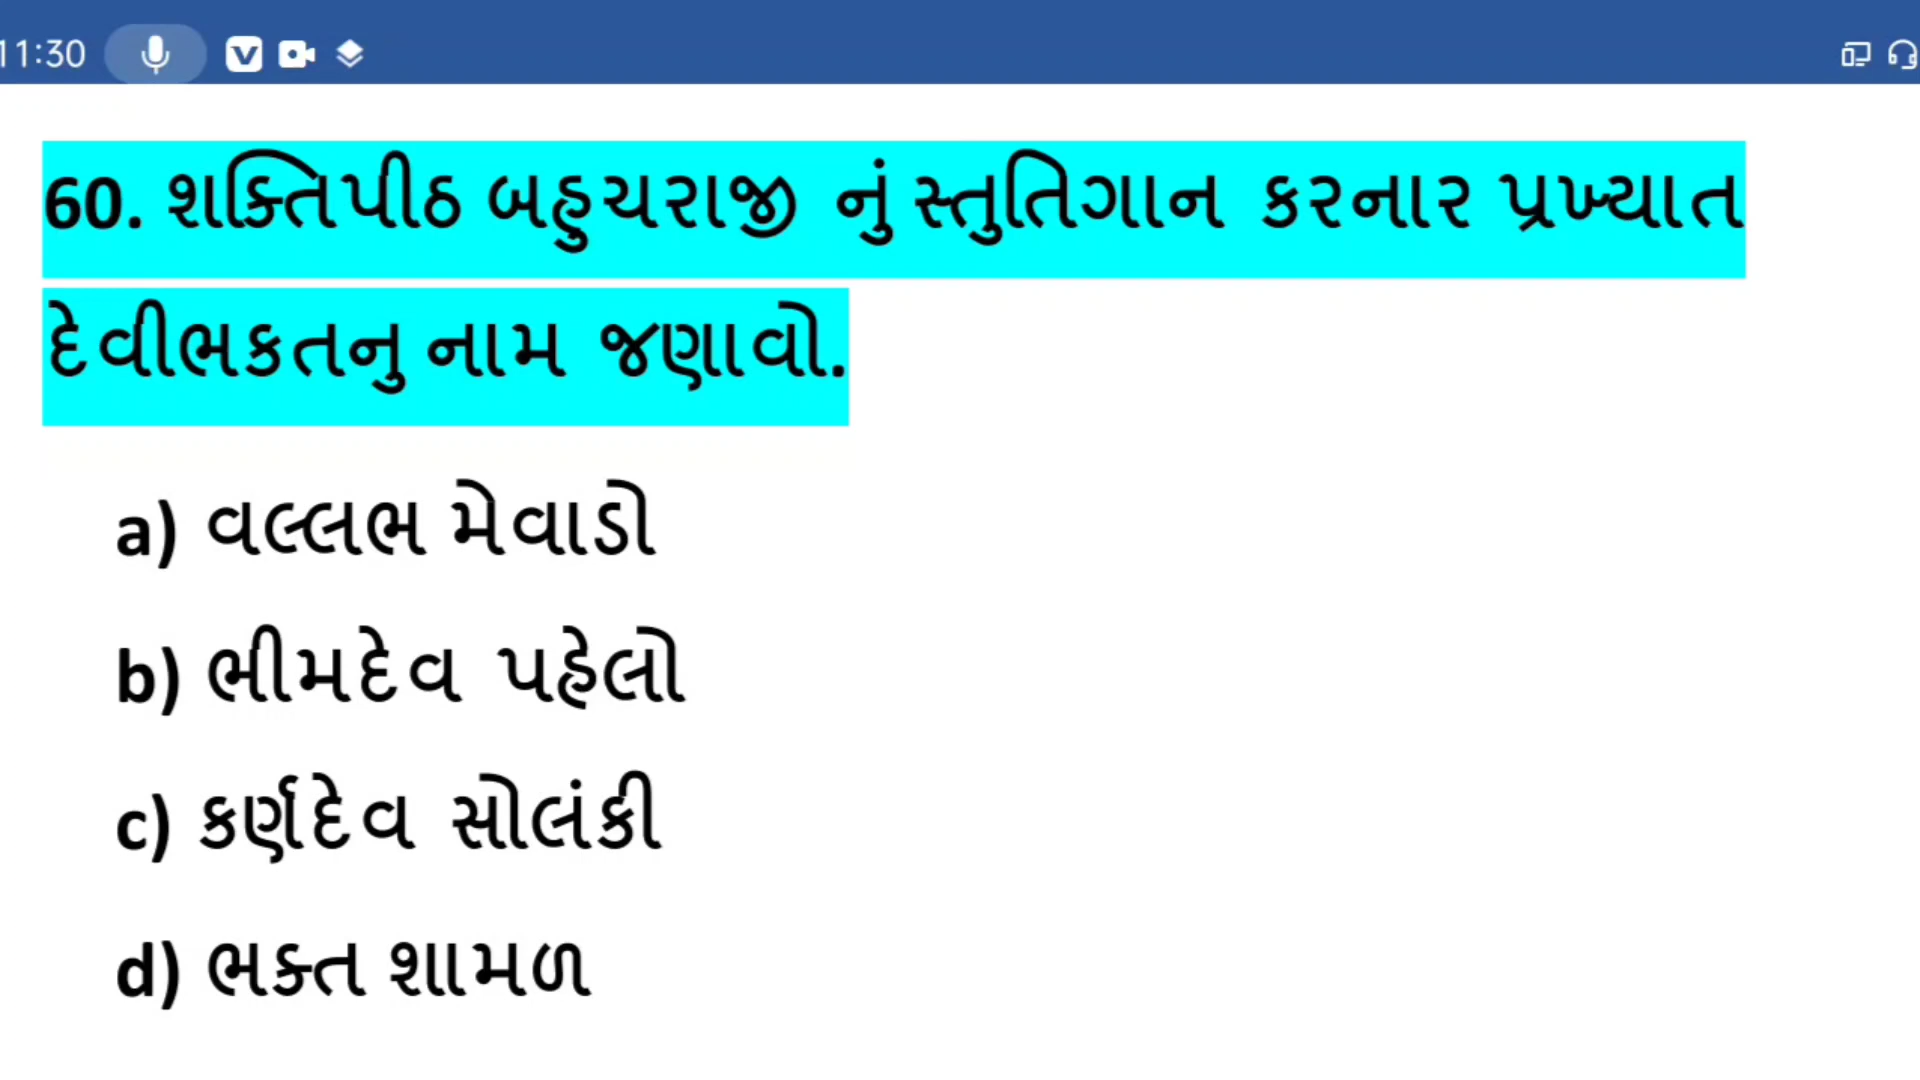 11:30
60. શક્તિપીઠ બહુચરાજી નું સ્તુતિગાન કરનાર પ્રખ્યાત
દેવીભકતનુ નામ જણાવો.
a) વલ્લભ મેવાડો
b) ભીમદેવ પહેલો
c) કર્ણદેવ સોલંકી
d) ભક્ત શામળ